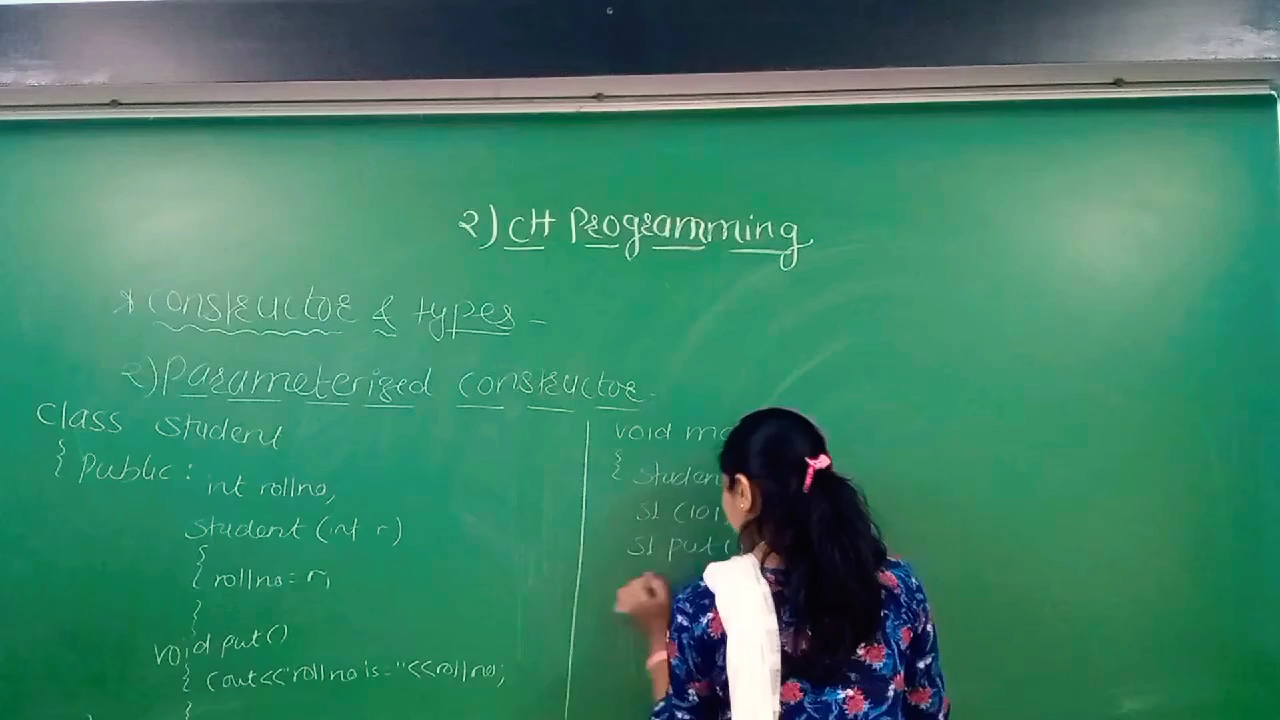 2) C++ Programming
* Constructor & types -
2) Parameterized constructor.
class student
{ public :
int rollno,
student (int r)
{
{ rollno = r,
}
void put()
{ cout<<"rollno is = "<<rollno;
}
void
{
s1 (101
s1 put (